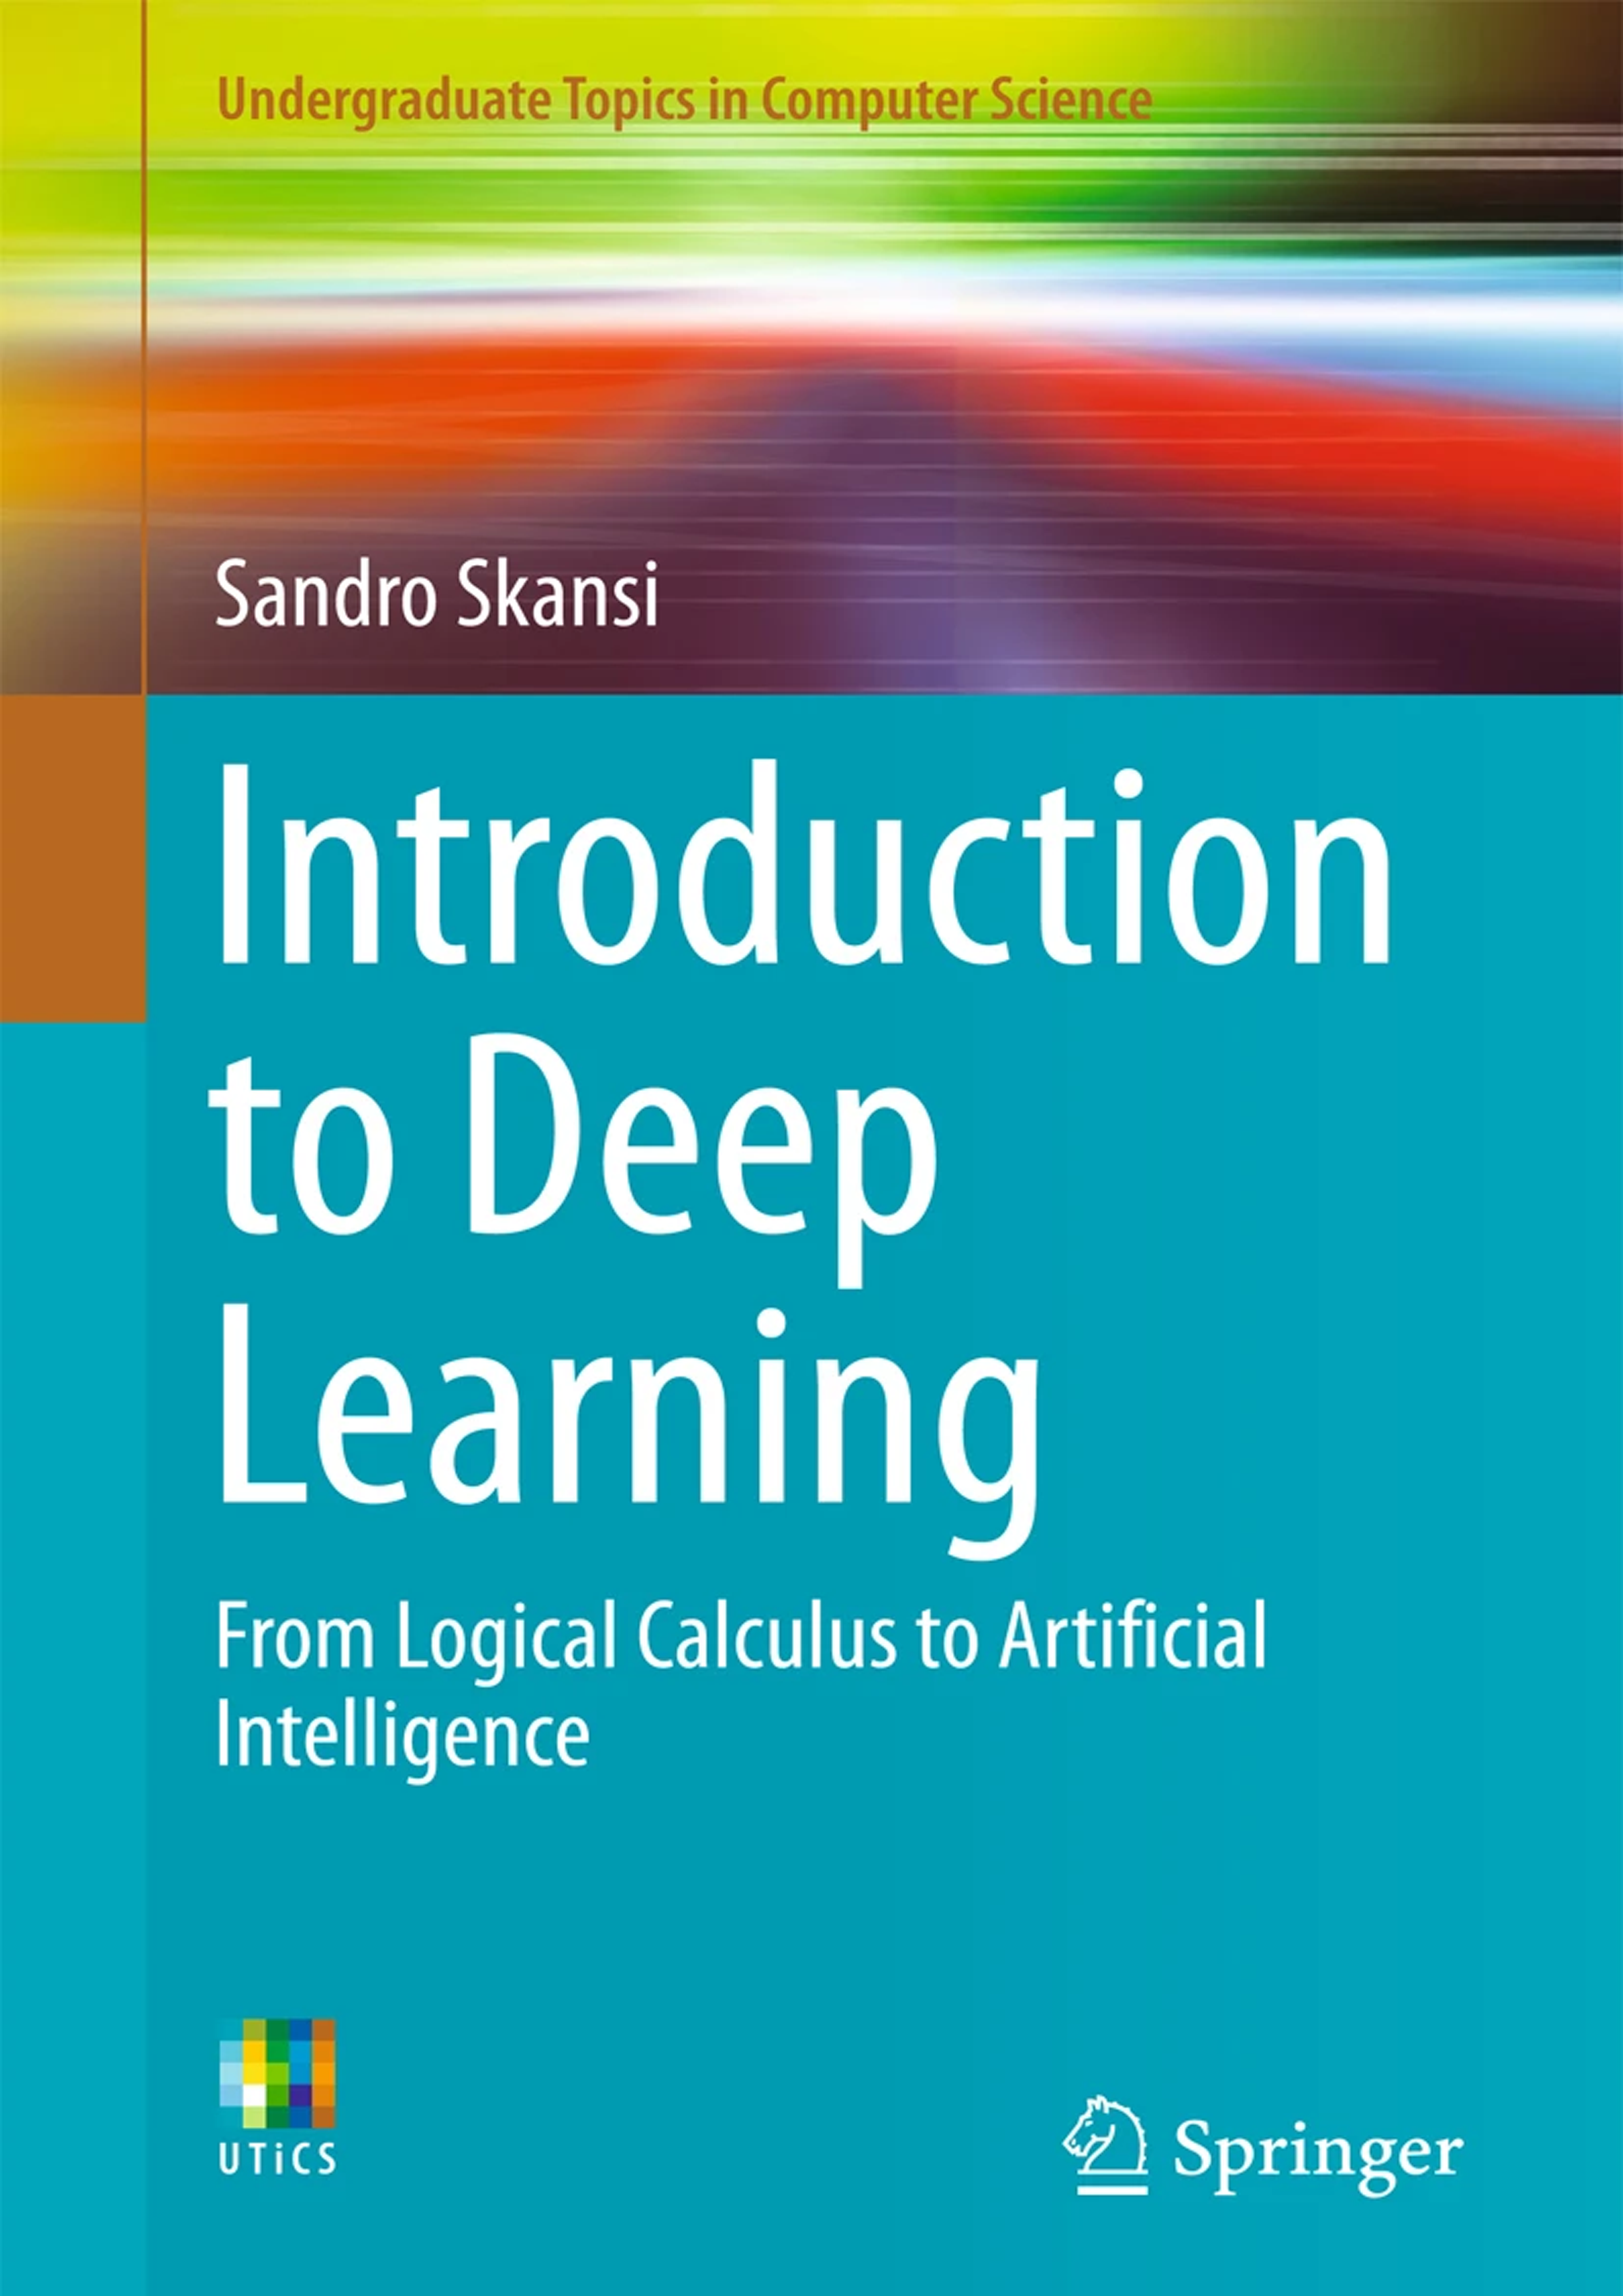 Undergraduate Topics in Computer Science
Sandro Skansi
Introduction
to Deep
Learning
From Logical Calculus to Artificial
Intelligence
UTiCS
Springer